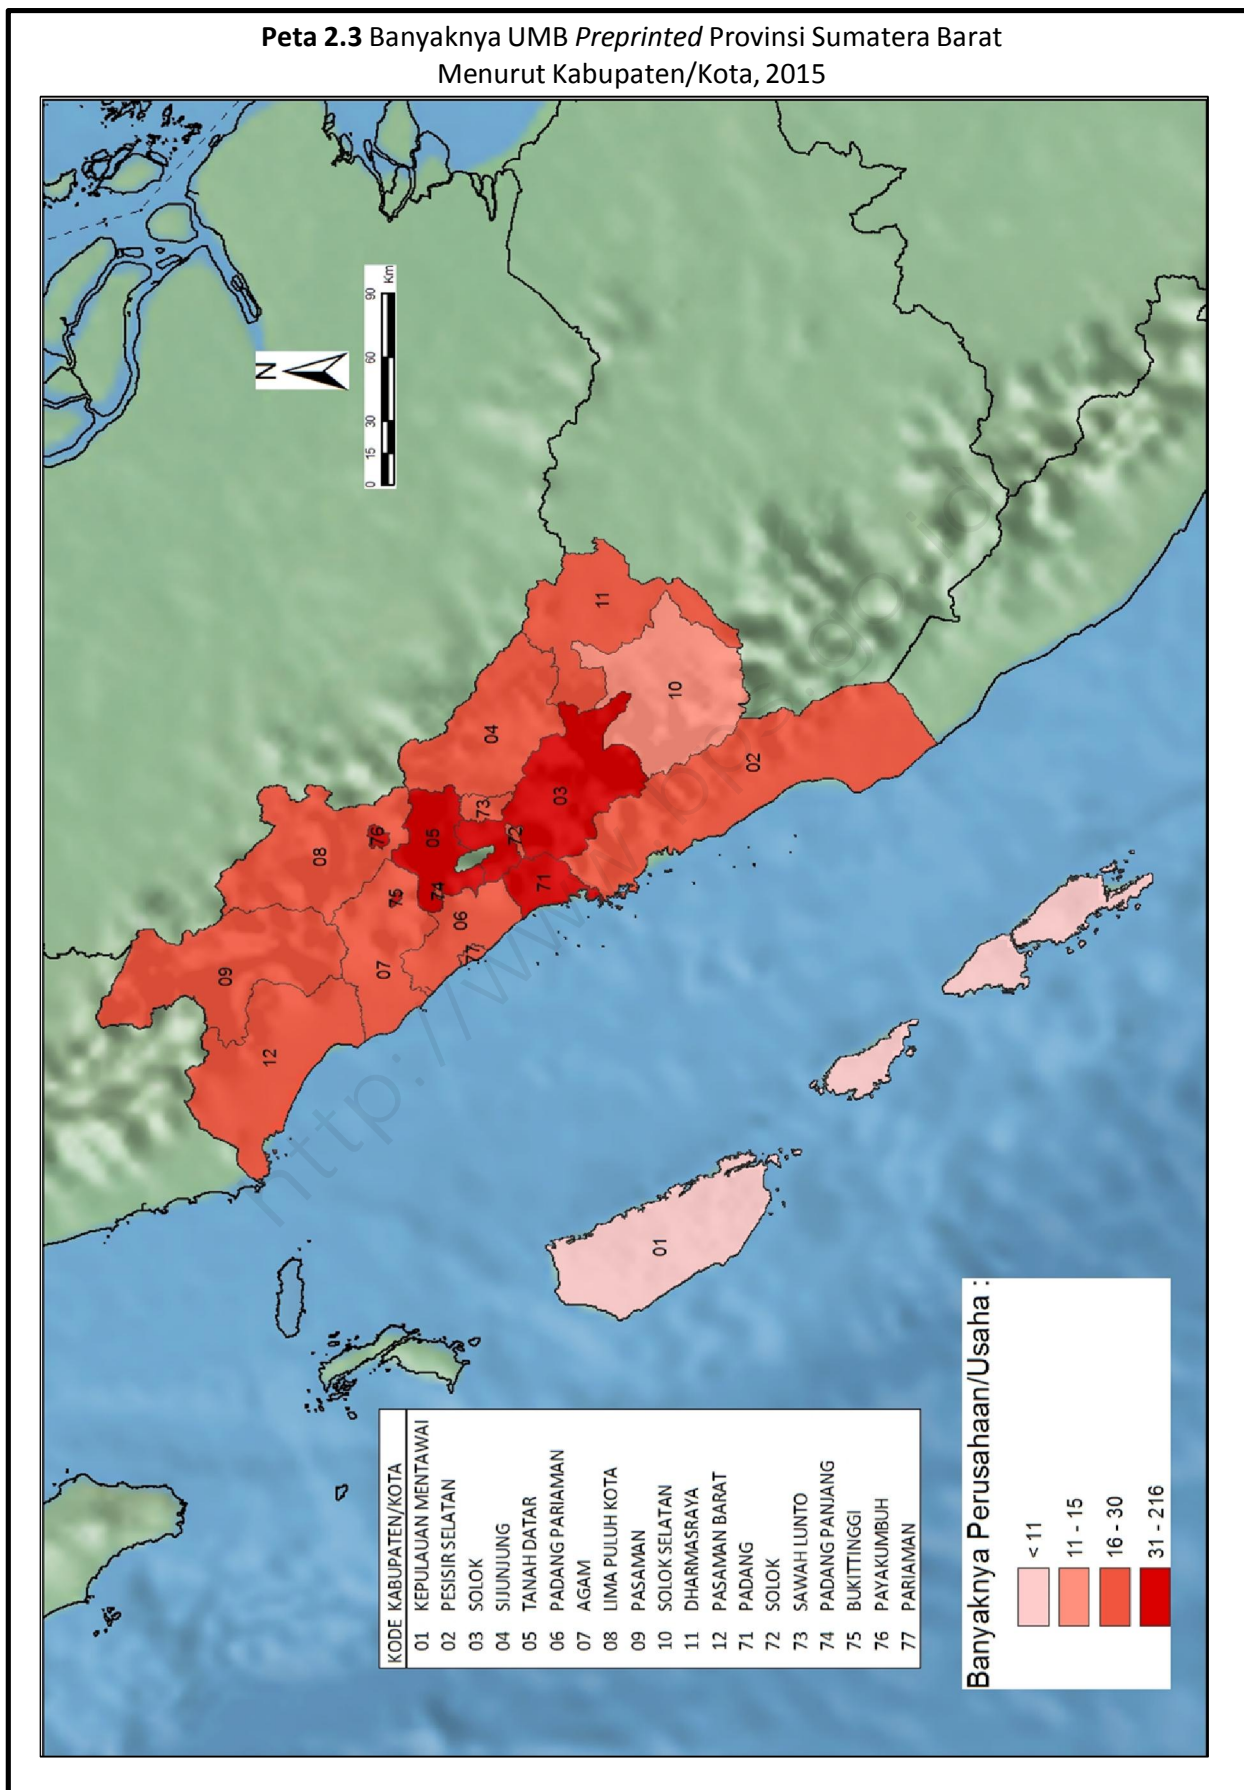 Peta 2.3 Banyaknya UMB Preprinted Provinsi Sumatera Barat
Menurut Kabupaten/Kota, 2015
N
0 15 30 60 90
Km
01
02
03
04
05
06
07
08
09
10
11
12
71
72
73
74
75
76
77
KODE KABUPATEN/KOTA
01 KEPULAUAN MENTAWAI
02 PESISIR SELATAN
03 SOLOK
04 SIJUNJUNG
05 TANAH DATAR
06 PADANG PARIAMAN
07 AGAM
08 LIMA PULUH KOTA
09 PASAMAN
10 SOLOK SELATAN
11 DHARMASRAYA
12 PASAMAN BARAT
71 PADANG
72 SOLOK
73 SAWAH LUNTO
74 PADANG PANJANG
75 BUKITTINGGI
76 PAYAKUMBUH
77 PARIAMAN
Banyaknya Perusahaan/Usaha :
< 11
11 - 15
16 - 30
31 - 216
http://www.bps.go.id